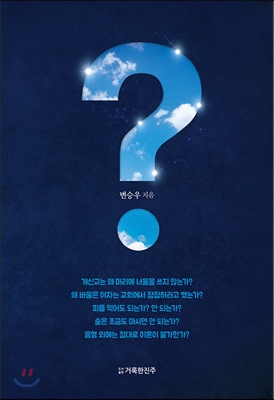 ?
변승우 지음
개신교는 왜 머리에 너울을 쓰지 않는가?
왜 바울은 여자는 교회에서 잠잠하라고 했는가?
피를 먹어도 되는가? 안 되는가?
술은 조금도 마시면 안 되는가?
음행 외에는 절대로 이혼이 불가한가?
거룩한진주